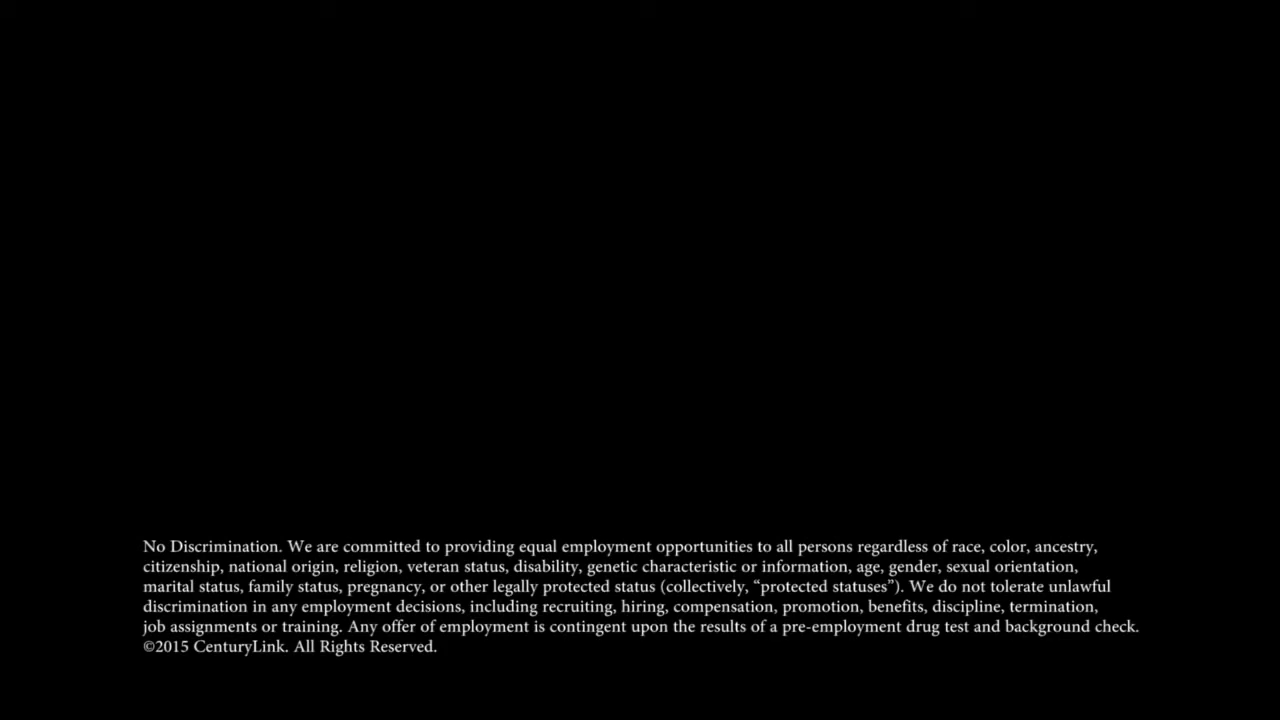 No Discrimination. We are committed to providing equal employment opportunities to all persons regardless of race, color, ancestry,
citizenship, national origin, religion, veteran status, disability, genetic characteristic or information, age, gender, sexual orientation,
marital status, family status, pregnancy, or other legally protected status (collectively, “protected statuses”). We do not tolerate unlawful
discrimination in any employment decisions, including recruiting, hiring, compensation, promotion, benefits, discipline, termination,
job assignments or training. Any offer of employment is contingent upon the results of a pre-employment drug test and background check.
©2015 CenturyLink. All Rights Reserved.